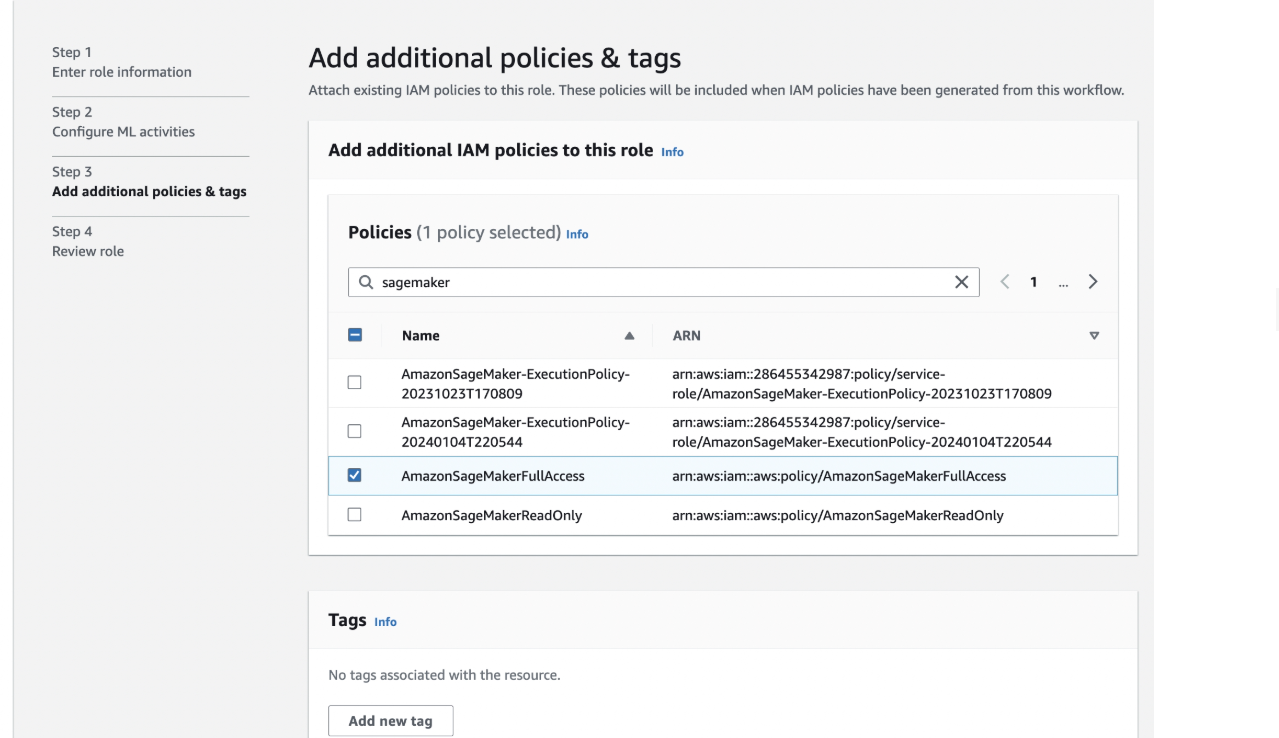 Step 1
Enter role information
Step 2
Configure ML activities
Step 3
Add additional policies & tags
Step 4
Review role
Add additional policies & tags
Attach existing IAM policies to this role. These policies will be included when IAM policies have been generated from this workflow.
Add additional IAM policies to this role Info
Policies (1 policy selected) Info
sagemaker
1 ...
Name ARN
AmazonSageMaker-ExecutionPolicy- arn:aws:iam::286455342987:policy/service-
20231023T170809 role/AmazonSageMaker-ExecutionPolicy-20231023T170809
AmazonSageMaker-ExecutionPolicy- arn:aws:iam::286455342987:policy/service-
20240104T220544 role/AmazonSageMaker-ExecutionPolicy-20240104T220544
AmazonSageMakerFullAccess arn:aws:iam::aws:policy/AmazonSageMakerFullAccess
AmazonSageMakerReadOnly arn:aws:iam::aws:policy/AmazonSageMakerReadOnly
Tags Info
No tags associated with the resource.
Add new tag